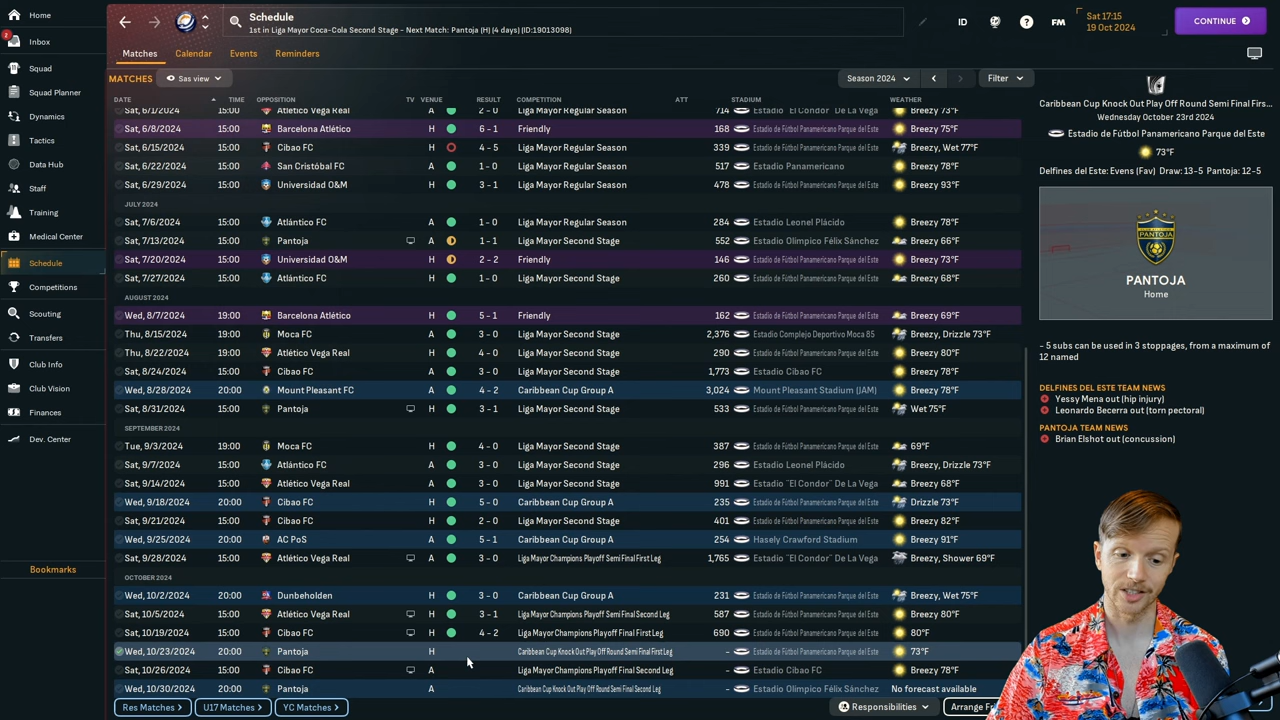 Home
2
Inbox
Squad
Squad Planner
Dynamics
Tactics
Data Hub
Staff
Training
Medical Center
Schedule
Competitions
Scouting
Transfers
Club Info
Club Vision
Finances
Dev. Center
Bookmarks
Schedule
1st in Liga Mayor Coca-Cola Second Stage - Next Match: Pantoja (H) (4 days) (ID:19013098)
ID ? FM
Sat 17:15
19 Oct 2024
CONTINUE
Matches Calendar Events Reminders
MATCHES Sas view Season 2024 Filter
DATE TIME OPPOSITION TV VENUE RESULT COMPETITION ATT STADIUM WEATHER
Sat, 6/1/2024 15:00 Atlético Vega Real A 2 - 0 Liga Mayor Regular Season 714 Estadio ¨El Condor¨ De La Vega Breezy 73°F
Sat, 6/8/2024 15:00 Barcelona Atlético H 6 - 1 Friendly 168 Estadio de Fútbol Panamericano Parque del Este Breezy 75°F
Sat, 6/15/2024 15:00 Cibao FC H 4 - 5 Liga Mayor Regular Season 339 Estadio de Fútbol Panamericano Parque del Este Breezy, Wet 77°F
Sat, 6/22/2024 15:00 San Cristóbal FC A 1 - 0 Liga Mayor Regular Season 517 Estadio Panamericano Breezy 78°F
Sat, 6/29/2024 15:00 Universidad O&M H 3 - 1 Liga Mayor Regular Season 478 Estadio de Fútbol Panamericano Parque del Este Breezy 93°F
JULY 2024
Sat, 7/6/2024 15:00 Atlántico FC A 1 - 0 Liga Mayor Regular Season 284 Estadio Leonel Plácido Breezy 78°F
Sat, 7/13/2024 15:00 Pantoja A 1 - 1 Liga Mayor Second Stage 552 Estadio Olímpico Félix Sánchez Breezy 66°F
Sat, 7/20/2024 15:00 Universidad O&M H 2 - 2 Friendly 146 Estadio de Fútbol Panamericano Parque del Este Breezy 73°F
Sat, 7/27/2024 15:00 Atlántico FC H 1 - 0 Liga Mayor Second Stage 260 Estadio de Fútbol Panamericano Parque del Este Breezy 68°F
AUGUST 2024
Wed, 8/7/2024 19:00 Barcelona Atlético H 5 - 1 Friendly 162 Estadio de Fútbol Panamericano Parque del Este Breezy 69°F
Thu, 8/15/2024 19:00 Moca FC A 3 - 0 Liga Mayor Second Stage 2,376 Estadio Complejo Deportivo Moca 85 Breezy, Drizzle 73°F
Thu, 8/22/2024 19:00 Atlético Vega Real H 4 - 0 Liga Mayor Second Stage 290 Estadio de Fútbol Panamericano Parque del Este Breezy 80°F
Sat, 8/24/2024 15:00 Cibao FC A 3 - 0 Liga Mayor Second Stage 1,773 Estadio Cibao FC Breezy 78°F
Wed, 8/28/2024 20:00 Mount Pleasant FC A 4 - 2 Caribbean Cup Group A 3,024 Mount Pleasant Stadium (JAM) Breezy 78°F
Sat, 8/31/2024 15:00 Pantoja H 3 - 1 Liga Mayor Second Stage 533 Estadio de Fútbol Panamericano Parque del Este Wet 75°F
SEPTEMBER 2024
Tue, 9/3/2024 19:00 Moca FC H 4 - 0 Liga Mayor Second Stage 387 Estadio de Fútbol Panamericano Parque del Este 69°F
Sat, 9/7/2024 15:00 Atlántico FC A 3 - 0 Liga Mayor Second Stage 296 Estadio Leonel Plácido Breezy, Drizzle 73°F
Sat, 9/14/2024 15:00 Atlético Vega Real A 3 - 0 Liga Mayor Second Stage 991 Estadio ¨El Condor¨ De La Vega Breezy 68°F
Wed, 9/18/2024 20:00 Cibao FC H 5 - 0 Caribbean Cup Group A 235 Estadio de Fútbol Panamericano Parque del Este Drizzle 73°F
Sat, 9/21/2024 15:00 Cibao FC H 2 - 0 Liga Mayor Second Stage 401 Estadio de Fútbol Panamericano Parque del Este Breezy 82°F
Wed, 9/25/2024 20:00 AC PoS A 5 - 1 Caribbean Cup Group A 254 Hasely Crawford Stadium Breezy 91°F
Sat, 9/28/2024 15:00 Atlético Vega Real A 3 - 0 Liga Mayor Champions Playoff Semi Final First Leg 1,765 Estadio ¨El Condor¨ De La Vega Breezy, Shower 69°F
OCTOBER 2024
Wed, 10/2/2024 20:00 Dunbeholden H 3 - 0 Caribbean Cup Group A 231 Estadio de Fútbol Panamericano Parque del Este Breezy, Wet 75°F
Sat, 10/5/2024 15:00 Atlético Vega Real H 3 - 1 Liga Mayor Champions Playoff Semi Final Second Leg 587 Estadio de Fútbol Panamericano Parque del Este Breezy 80°F
Sat, 10/19/2024 15:00 Cibao FC H 4 - 2 Liga Mayor Champions Playoff Final First Leg 690 Estadio de Fútbol Panamericano Parque del Este 80°F
Wed, 10/23/2024 20:00 Pantoja H Caribbean Cup Knock Out Play Off Round Semi Final First Leg - Estadio de Fútbol Panamericano Parque del Este 73°F
Sat, 10/26/2024 15:00 Cibao FC A Liga Mayor Champions Playoff Final Second Leg - Estadio Cibao FC Breezy 78°F
Wed, 10/30/2024 20:00 Pantoja A Caribbean Cup Knock Out Play Off Round Semi Final Second Leg - Estadio Olímpico Félix Sánchez No forecast available
Res Matches > U17 Matches > YC Matches > Responsibilities Arrange Fr
Caribbean Cup Knock Out Play Off Round Semi Final Firs...
Wednesday October 23rd 2024
Estadio de Fútbol Panamericano Parque del Este
73°F
Delfines del Este: Evens (Fav) Draw: 13-5 Pantoja: 12-5
PANTOJA
PANTOJA
Home
- 5 subs can be used in 3 stoppages, from a maximum of
12 named
DELFINES DEL ESTE TEAM NEWS
Yessy Mena out (hip injury)
Leonardo Becerra out (torn pectoral)
PANTOJA TEAM NEWS
Brian Elshot out (concussion)